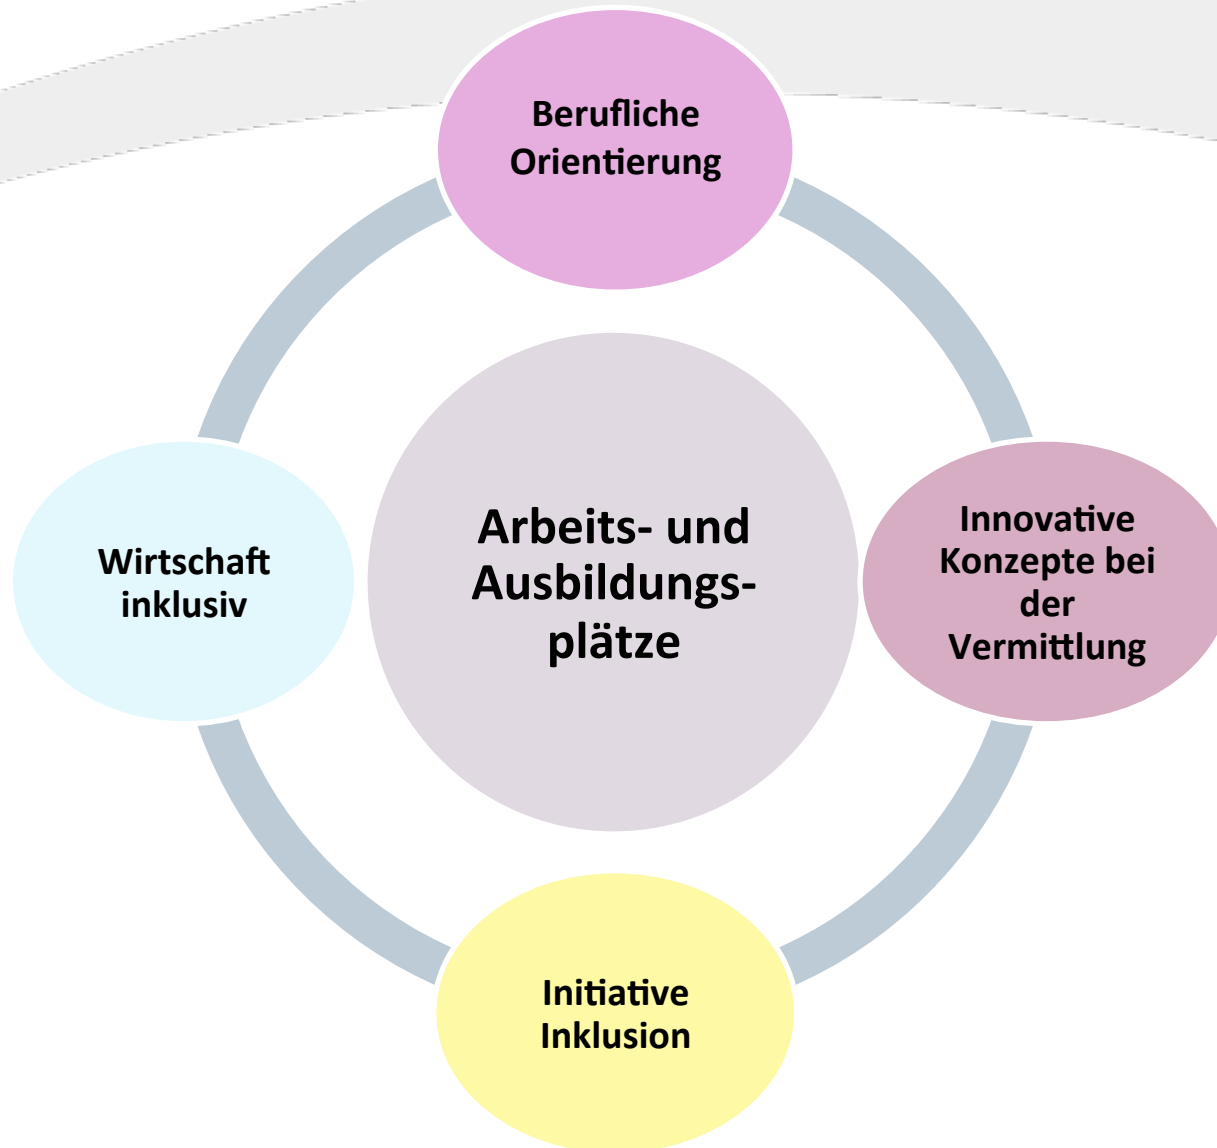 Berufliche
Orientierung
Wirtschaft
inklusiv
Arbeits- und
Ausbildungs-
plätze
Innovative
Konzepte bei
der
Vermittlung
Initiative
Inklusion